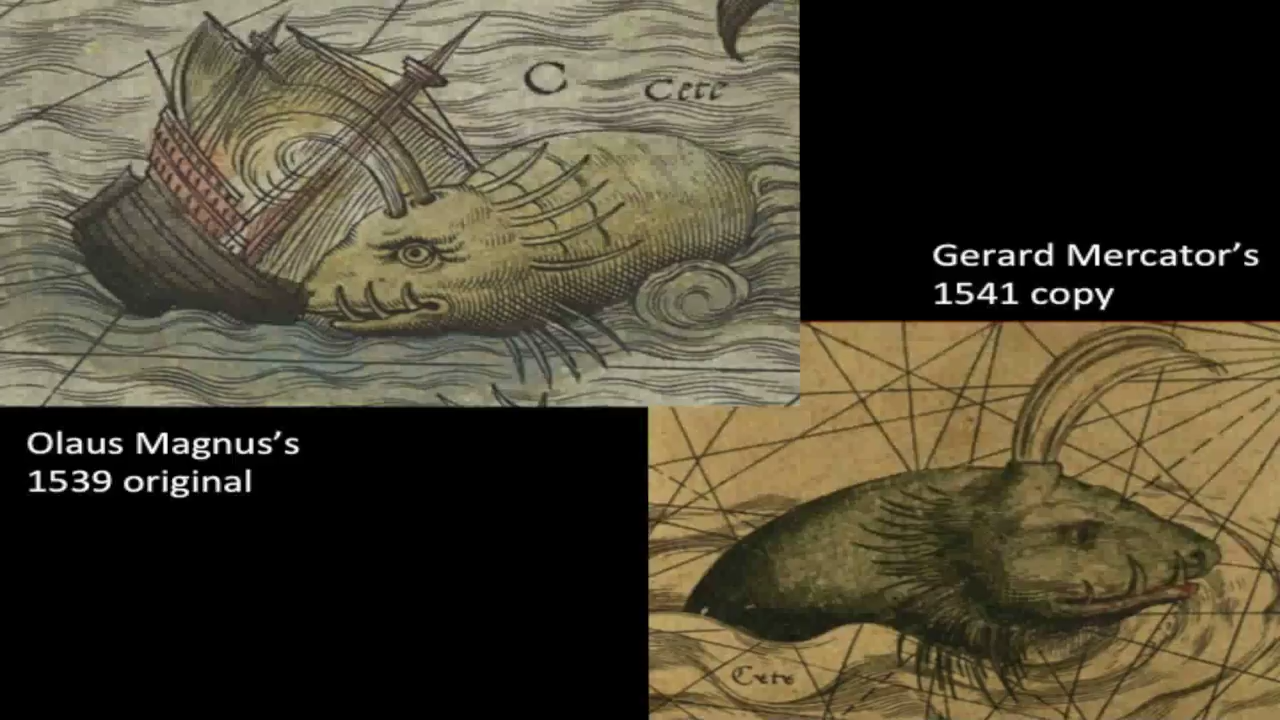 C Cete
Gerard Mercator’s
1541 copy
Olaus Magnus’s
1539 original
Cete